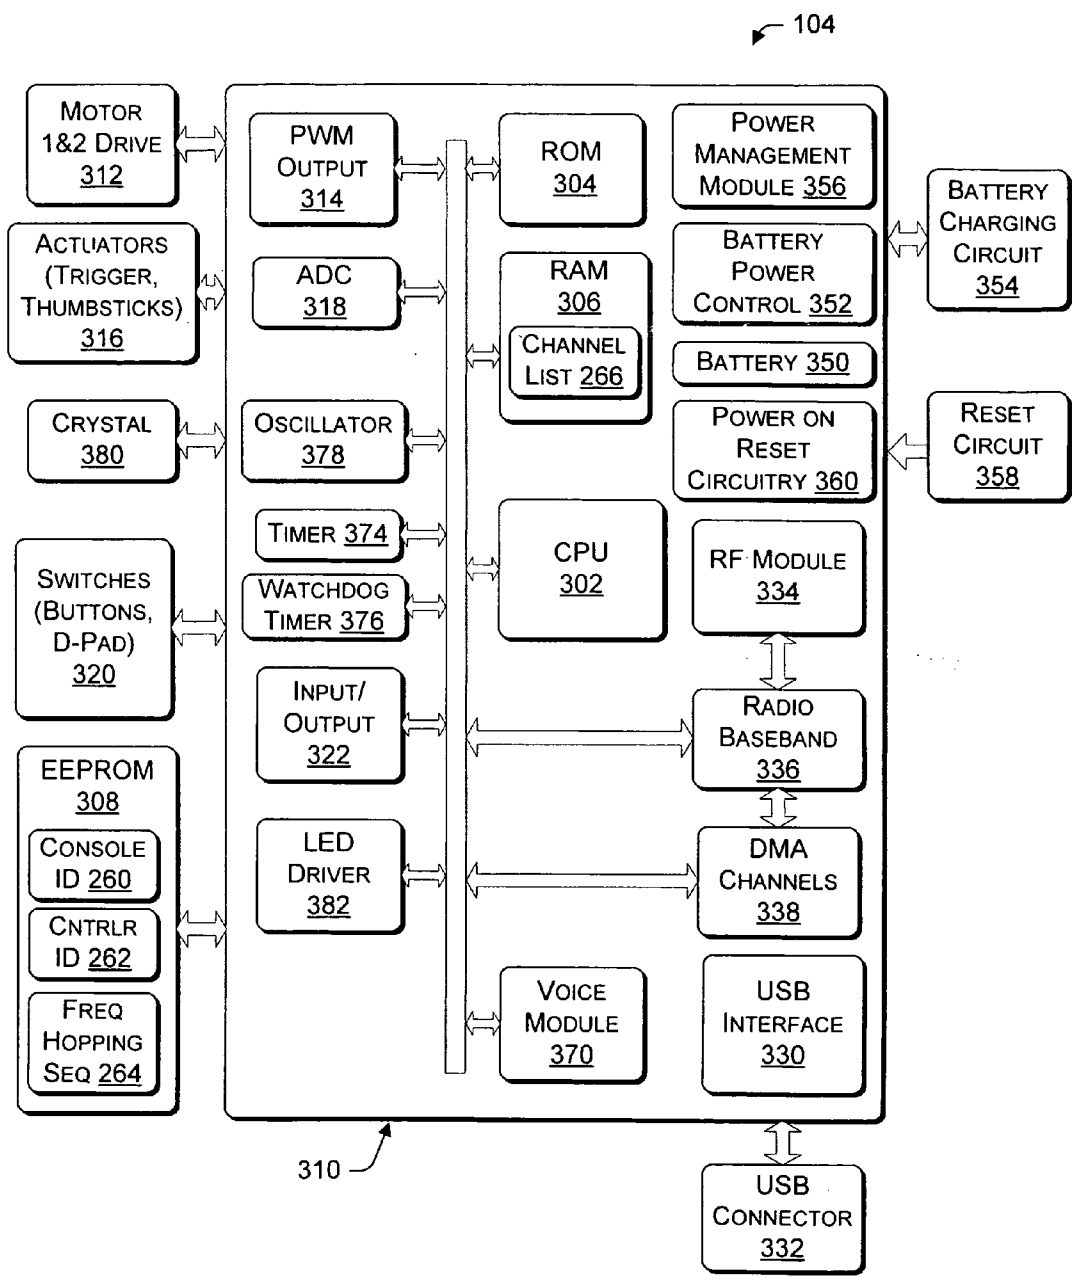 104
MOTOR
1&2 DRIVE
312
ACTUATORS
(TRIGGER,
THUMBSTICKS)
316
CRYSTAL
380
SWITCHES
(BUTTONS,
D-PAD)
320
EEPROM
308
CONSOLE
ID 260
CNTRLR
ID 262
FREQ
HOPPING
SEQ 264
PWM
OUTPUT
314
ADC
318
OSCILLATOR
378
TIMER 374
WATCHDOG
TIMER 376
INPUT/
OUTPUT
322
LED
DRIVER
382
ROM
304
RAM
306
CHANNEL
LIST 266
CPU
302
VOICE
MODULE
370
POWER
MANAGEMENT
MODULE 356
BATTERY
POWER
CONTROL 352
BATTERY 350
POWER ON
RESET
CIRCUITRY 360
RF MODULE
334
RADIO
BASEBAND
336
DMA
CHANNELS
338
USB
INTERFACE
330
BATTERY
CHARGING
CIRCUIT
354
RESET
CIRCUIT
358
310
USB
CONNECTOR
332